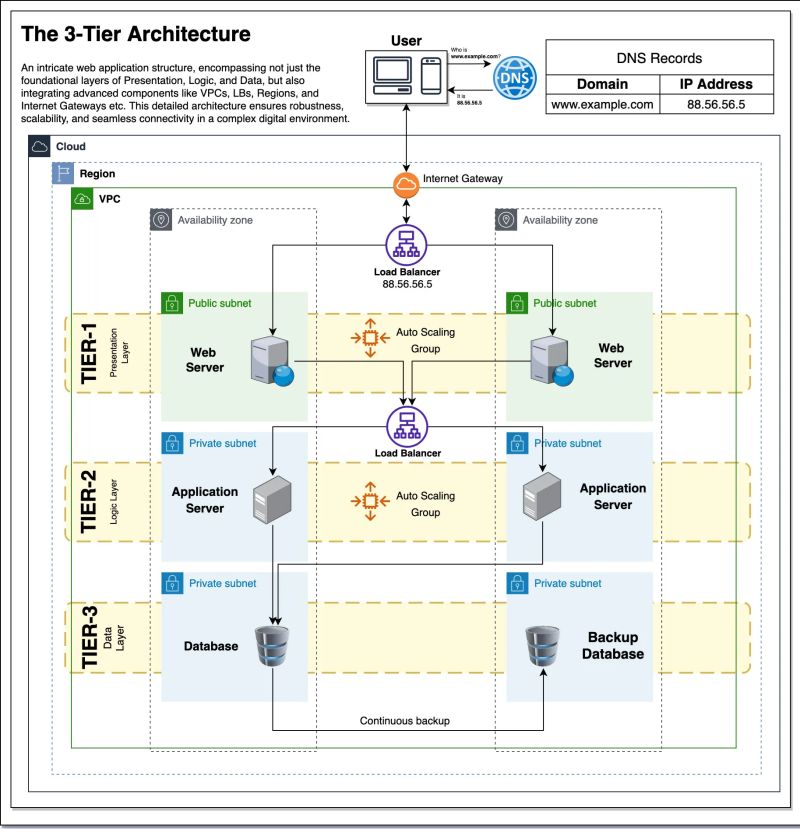 The 3-Tier Architecture
An intricate web application structure, encompassing not just the
foundational layers of Presentation, Logic, and Data, but also
integrating advanced components like VPCs, LBs, Regions, and
Internet Gateways etc. This detailed architecture ensures robustness,
scalability, and seamless connectivity in a complex digital environment.
User
Who is
www.example.com?
DNS
It is
88.56.56.5
DNS Records
Domain IP Address
www.example.com 88.56.56.5
Cloud
Region
Internet Gateway
VPC
Availability zone
Availability zone
Load Balancer
88.56.56.5
Public subnet
Public subnet
TIER-1
Presentation
Layer
Web
Server
Auto Scaling
Group
Web
Server
Load Balancer
Private subnet
Private subnet
TIER-2
Logic Layer
Application
Server
Auto Scaling
Group
Application
Server
Private subnet
Private subnet
TIER-3
Data
Layer
Database
Backup
Database
Continuous backup